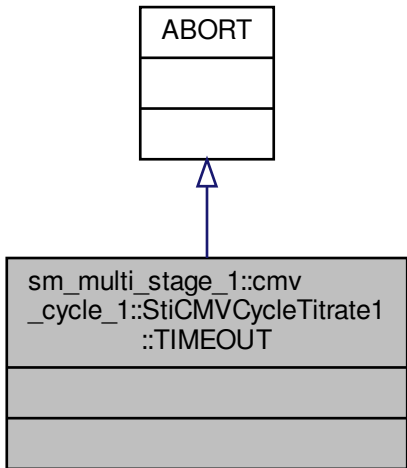 ABORT
sm_multi_stage_1::cmv
_cycle_1::StiCMVCycleTitrate1
::TIMEOUT